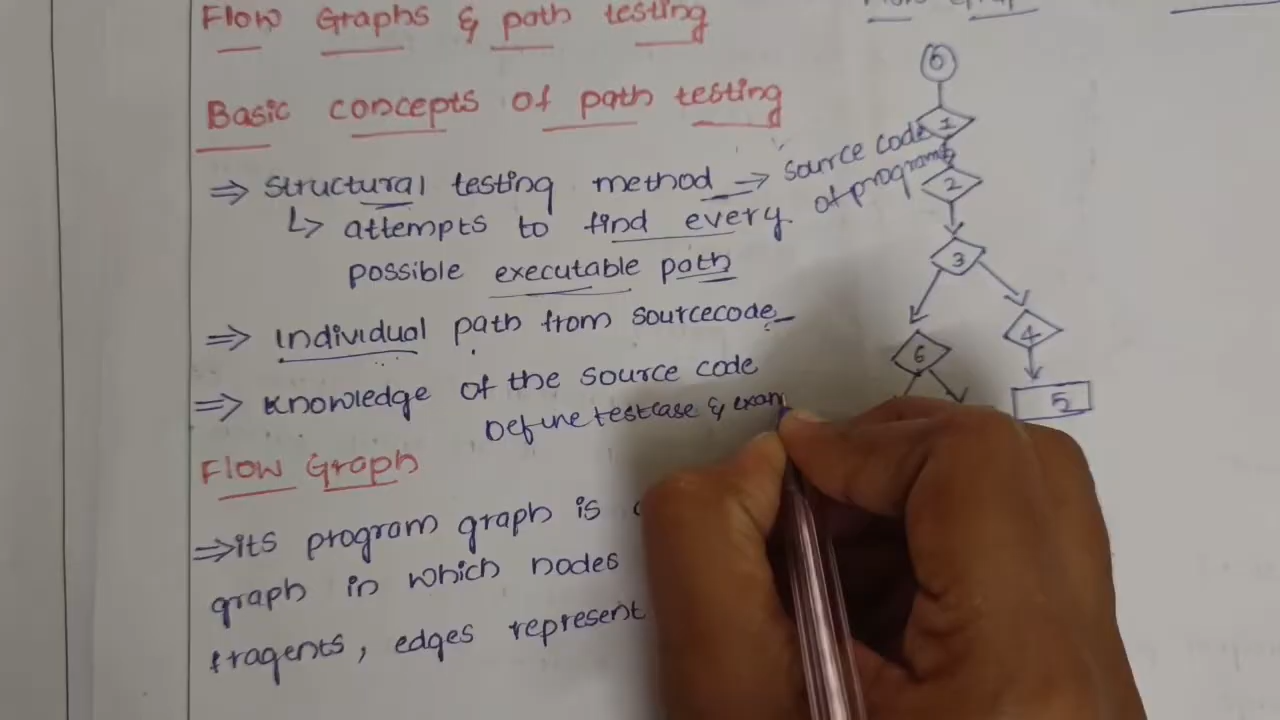 Flow Graphs & path testing
Basic concepts of path testing
⇒ structural testing method → source code
of program
↳ attempts to find every
possible executable path
⇒ individual path from sourcecode
⇒ knowledge of the source code
Define testcase & exam
Flow Graph
⇒ its program graph is
graph in which nodes
fragents, edges represent
0
1
2
3
4
6
5